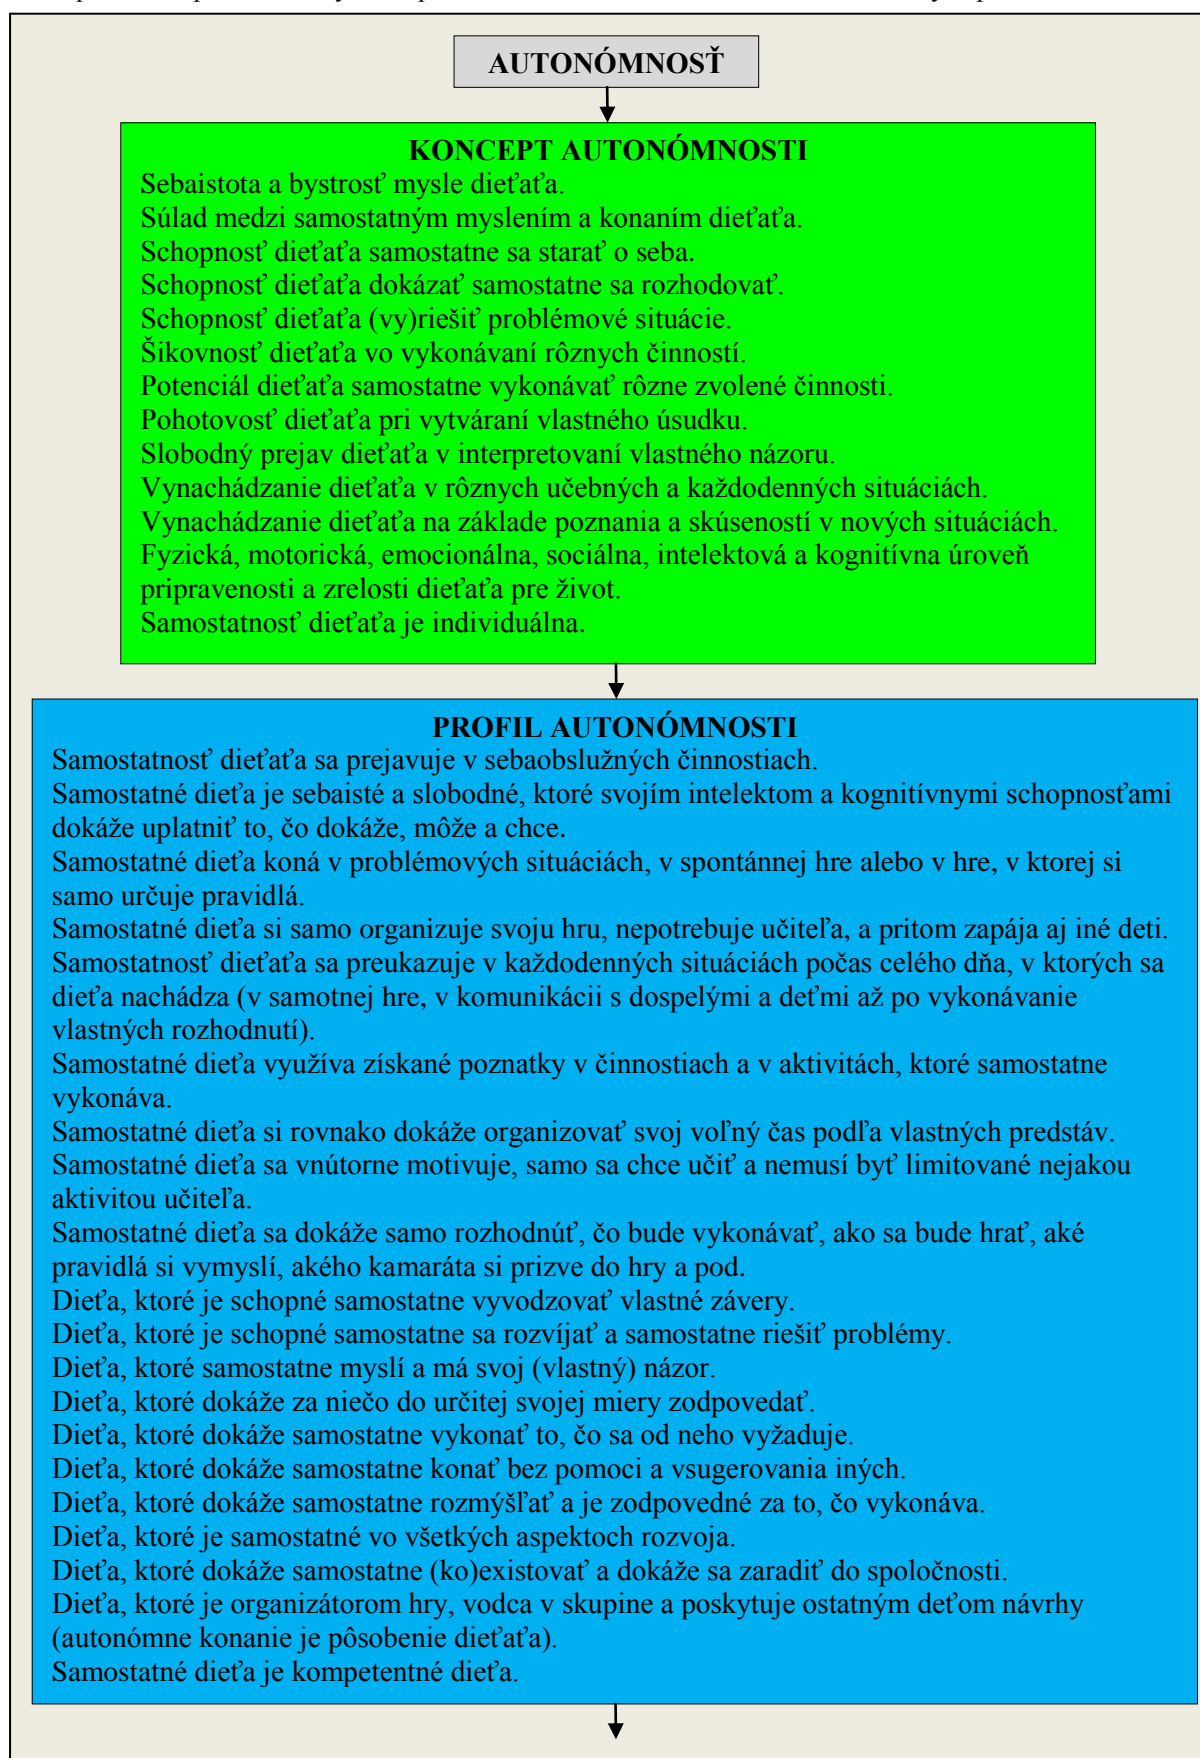 AUTONÓMNOSŤ
KONCEPT AUTONÓMNOSTI
Sebaistota a bystrosť mysle dieťaťa.
Súlad medzi samostatným myslením a konaním dieťaťa.
Schopnosť dieťaťa samostatne sa starať o seba.
Schopnosť dieťaťa dokázať samostatne sa rozhodovať.
Schopnosť dieťaťa (vy)riešiť problémové situácie.
Šikovnosť dieťaťa vo vykonávaní rôznych činností.
Potenciál dieťaťa samostatne vykonávať rôzne zvolené činnosti.
Pohotovosť dieťaťa pri vytváraní vlastného úsudku.
Slobodný prejav dieťaťa v interpretovaní vlastného názoru.
Vynachádzanie dieťaťa v rôznych učebných a každodenných situáciách.
Vynachádzanie dieťaťa na základe poznania a skúseností v nových situáciách.
Fyzická, motorická, emocionálna, sociálna, intelektová a kognitívna úroveň
pripravenosti a zrelosti dieťaťa pre život.
Samostatnosť dieťaťa je individuálna.
PROFIL AUTONÓMNOSTI
Samostatnosť dieťaťa sa prejavuje v sebaobslužných činnostiach.
Samostatné dieťa je sebaisté a slobodné, ktoré svojím intelektom a kognitívnymi schopnosťami
dokáže uplatniť to, čo dokáže, môže a chce.
Samostatné dieťa koná v problémových situáciách, v spontánnej hre alebo v hre, v ktorej si
samo určuje pravidlá.
Samostatné dieťa si samo organizuje svoju hru, nepotrebuje učiteľa, a pritom zapája aj iné deti.
Samostatnosť dieťaťa sa preukazuje v každodenných situáciách počas celého dňa, v ktorých sa
dieťa nachádza (v samotnej hre, v komunikácii s dospelými a deťmi až po vykonávanie
vlastných rozhodnutí).
Samostatné dieťa využíva získané poznatky v činnostiach a v aktivitách, ktoré samostatne
vykonáva.
Samostatné dieťa si rovnako dokáže organizovať svoj voľný čas podľa vlastných predstáv.
Samostatné dieťa sa vnútorne motivuje, samo sa chce učiť a nemusí byť limitované nejakou
aktivitou učiteľa.
Samostatné dieťa sa dokáže samo rozhodnúť, čo bude vykonávať, ako sa bude hrať, aké
pravidlá si vymyslí, akého kamaráta si prizve do hry a pod.
Dieťa, ktoré je schopné samostatne vyvodzovať vlastné závery.
Dieťa, ktoré je schopné samostatne sa rozvíjať a samostatne riešiť problémy.
Dieťa, ktoré samostatne myslí a má svoj (vlastný) názor.
Dieťa, ktoré dokáže za niečo do určitej svojej miery zodpovedať.
Dieťa, ktoré dokáže samostatne vykonať to, čo sa od neho vyžaduje.
Dieťa, ktoré dokáže samostatne konať bez pomoci a vsugerovania iných.
Dieťa, ktoré dokáže samostatne rozmýšľať a je zodpovedné za to, čo vykonáva.
Dieťa, ktoré je samostatné vo všetkých aspektoch rozvoja.
Dieťa, ktoré dokáže samostatne (ko)existovať a dokáže sa zaradiť do spoločnosti.
Dieťa, ktoré je organizátorom hry, vodca v skupine a poskytuje ostatným deťom návrhy
(autonómne konanie je pôsobenie dieťaťa).
Samostatné dieťa je kompetentné dieťa.